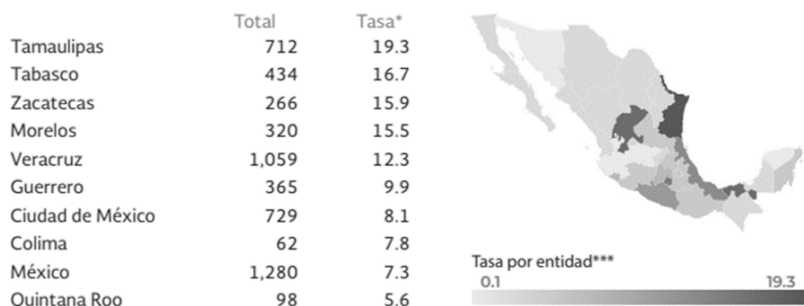 Total Tasa*
Tamaulipas 712 19.3
Tabasco 434 16.7
Zacatecas 266 15.9
Morelos 320 15.5
Veracruz 1,059 12.3
Guerrero 365 9.9
Ciudad de México 729 8.1
Colima 62 7.8
México 1,280 7.3
Quintana Roo 98 5.6
Tasa por entidad***
0.1 19.3